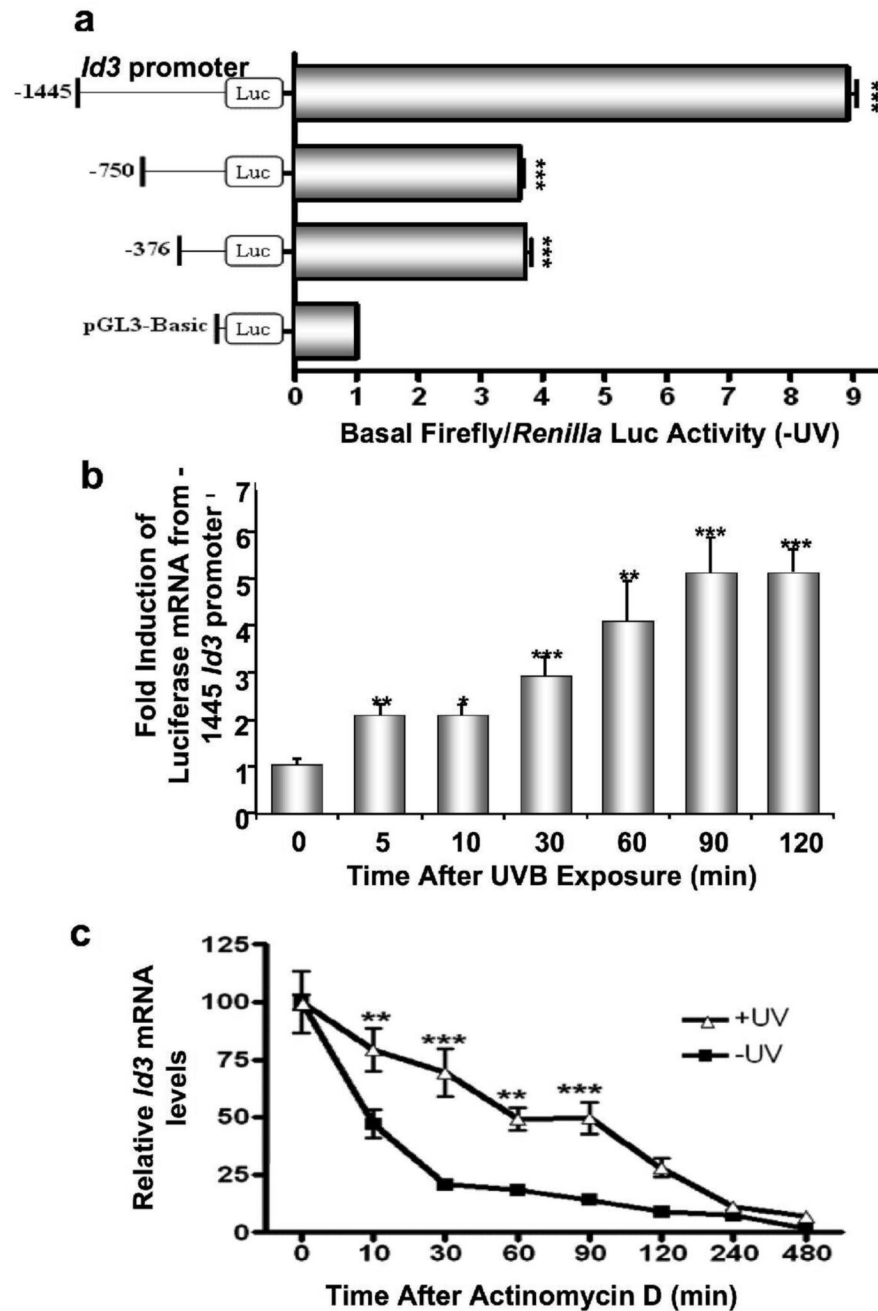 a
Id3 promoter
-1445
Luc
***
-750
Luc
***
-376
Luc
***
pGL3-Basic
Luc
0 1 2 3 4 5 6 7 8 9
Basal Firefly/Renilla Luc Activity (-UV)
b
Fold Induction of
Luciferase mRNA from -
1445 Id3 promoter
7
6
5
4
3
2
1
0
** * *** ** *** ***
0 5 10 30 60 90 120
Time After UVB Exposure (min)
c
Relative Id3 mRNA
levels
125
100
75
50
25
0
** *** ** ***
+UV
-UV
0 10 30 60 90 120 240 480
Time After Actinomycin D (min)